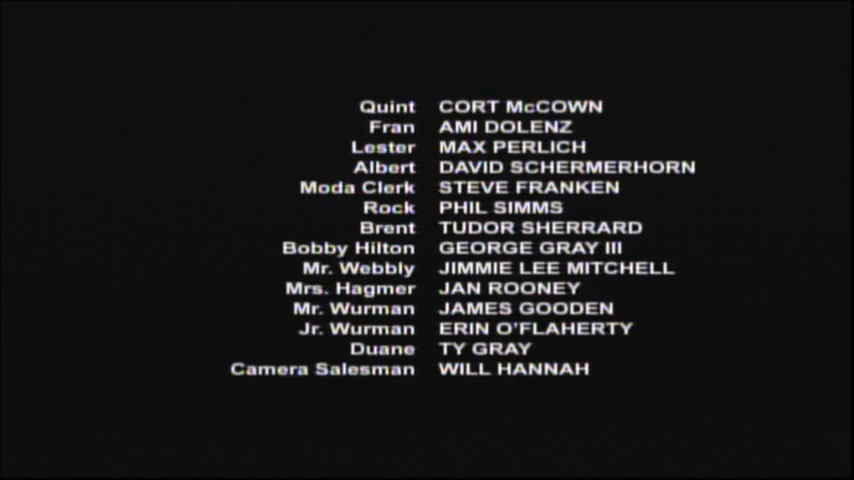 Quint CORT McCOWN
Fran AMI DOLENZ
Lester MAX PERLICH
Albert DAVID SCHERMERHORN
Moda Clerk STEVE FRANKEN
Rock PHIL SIMMS
Brent TUDOR SHERRARD
Bobby Hilton GEORGE GRAY III
Mr. Webbly JIMMIE LEE MITCHELL
Mrs. Hagmer JAN ROONEY
Mr. Wurman JAMES GOODEN
Jr. Wurman ERIN O'FLAHERTY
Duane TY GRAY
Camera Salesman WILL HANNAH